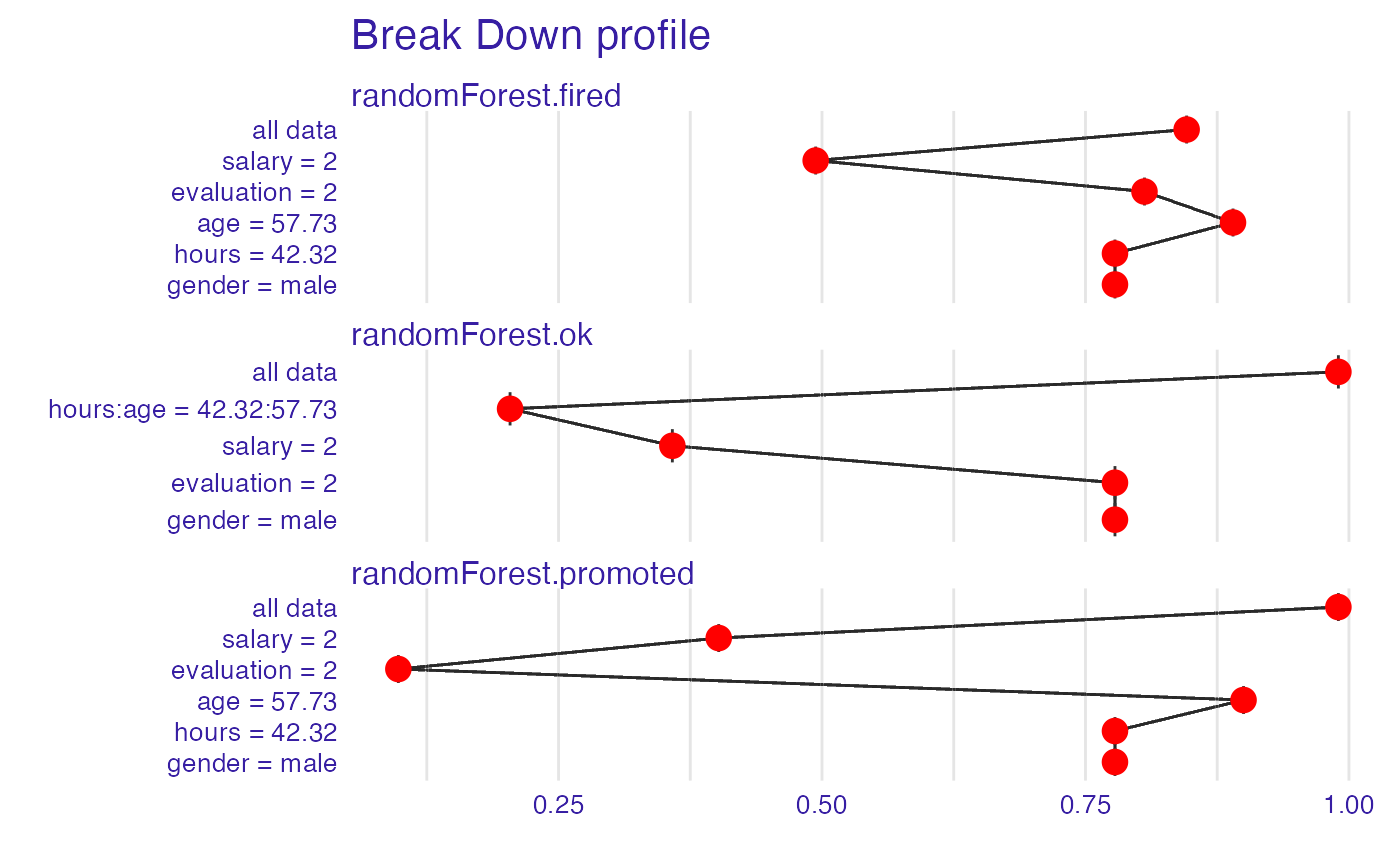 Break Down profile
randomForest.fired
all data
salary = 2
evaluation = 2
age = 57.73
hours = 42.32
gender = male
randomForest.ok
all data
hours:age = 42.32:57.73
salary = 2
evaluation = 2
gender = male
randomForest.promoted
all data
salary = 2
evaluation = 2
age = 57.73
hours = 42.32
gender = male
0.25 0.50 0.75 1.00